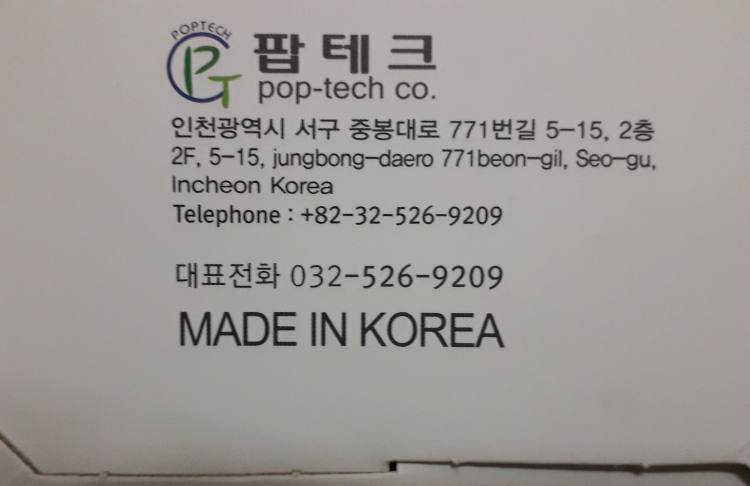 POPTECH
PT
팝테크
pop-tech co.
인천광역시 서구 중봉대로 771번길 5-15, 2층
2F, 5-15, jungbong-daero 771beon-gil, Seo-gu,
Incheon Korea
Telephone : +82-32-526-9209
대표전화 032-526-9209
MADE IN KOREA